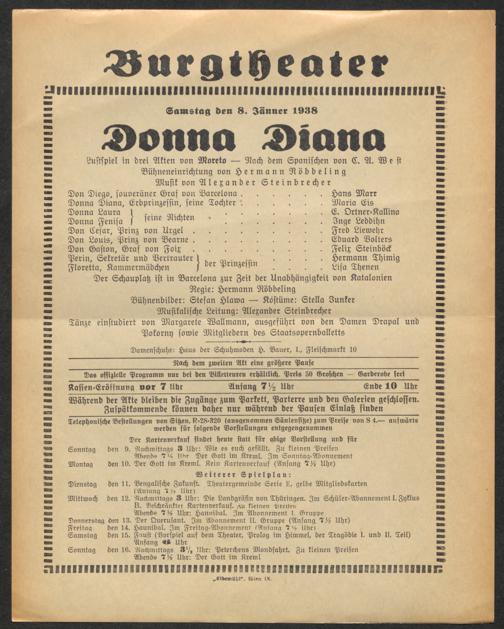 Burgtheater
Samstag den 8. Jänner 1938
Donna Diana
Lustspiel in drei Akten von Moreto — Nach dem Spanischen von C. A. West
Bühneneinrichtung von Hermann Röbbeling
Musik von Alexander Steinbrecher
Don Diego, souveräner Graf von Barcelona . . . . . . Hans Marr
Donna Diana, Erbprinzessin, seine Tochter . . . . . . Maria Eis
Donna Laura } seine Nichten . . . . . . E. Ortner-Kallina
Donna Fenisa } . . . . . . Inge Leddihn
Don Cesar, Prinz von Urgel . . . . . . Fred Liewehr
Don Louis, Prinz von Bearne . . . . . . Eduard Volters
Don Gaston, Graf von Foix . . . . . . Felix Steinböck
Perin, Sekretär und Vertrauter } der Prinzessin . . . . . . Hermann Thimig
Floretta, Kammermädchen } . . . . . . Lisa Thenen
Der Schauplatz ist in Barcelona zur Zeit der Unabhängigkeit von Katalonien
Regie: Hermann Röbbeling
Bühnenbilder: Stefan Hlawa — Kostüme: Stella Junker
Musikalische Leitung: Alexander Steinbrecher
Tänze einstudiert von Margarete Wallmann, ausgeführt von den Damen Drapal und
Pokorny sowie Mitgliedern des Staatsopernballetts
Damenschuhe: Haus der Schuhmoden H. Bauer, I., Fleischmarkt 10
Nach dem zweiten Akt eine größere Pause
Das offizielle Programm nur bei den Billetteuren erhältlich. Preis 50 Groschen — Garderobe frei
Kassen-Eröffnung vor 7 Uhr Anfang 7½ Uhr Ende 10 Uhr
Während der Akte bleiben die Zugänge zum Parkett, Parterre und den Galerien geschlossen.
Zuspätkommende können daher nur während der Pausen Einlaß finden
Telephonische Bestellungen von Sitzen, R-28-320 (ausgenommen Säulensitze) zum Preise von S 4.— aufwärts
werden für folgende Vorstellungen entgegengenommen
Der Kartenverkauf findet heute statt für obige Vorstellung und für
Sonntag den 9. Nachmittags 3 Uhr: Wie es euch gefällt. Zu kleinen Preisen
Abends 7½ Uhr Der Gott im Kreml. Im Sonntag-Abonnement
Montag den 10. Der Gott im Kreml. Kein Kartenverkauf (Anfang 7½ Uhr)
Weiterer Spielplan:
Dienstag den 11. Bengalische Zukunft. Theatergemeinde Serie E, gelbe Mitgliedskarten
(Anfang 7½ Uhr)
Mittwoch den 12. Nachmittags 3 Uhr: Die Landgräfin von Thüringen. Im Schüler-Abonnement I. Zyklus
B. Beschränkter Kartenverkauf. Zu kleinen Preisen
Abends 7½ Uhr: Hannibal. Im Abonnement I. Gruppe
Donnerstag den 13. Der Querulant. Im Abonnement II. Gruppe (Anfang 7½ Uhr)
Freitag den 14. Hannibal. Im Freitag-Abonnement (Anfang 7½ Uhr)
Samstag den 15. Faust (Vorspiel auf dem Theater, Prolog im Himmel, der Tragödie I. und II. Teil)
Anfang Uhr
Sonntag den 16. Nachmittags Uhr: Peterchens Mondfahrt. Zu kleinen Preisen
Abends 7½ Uhr: Der Gott im Kreml
„Elbemühl“, Wien IX.